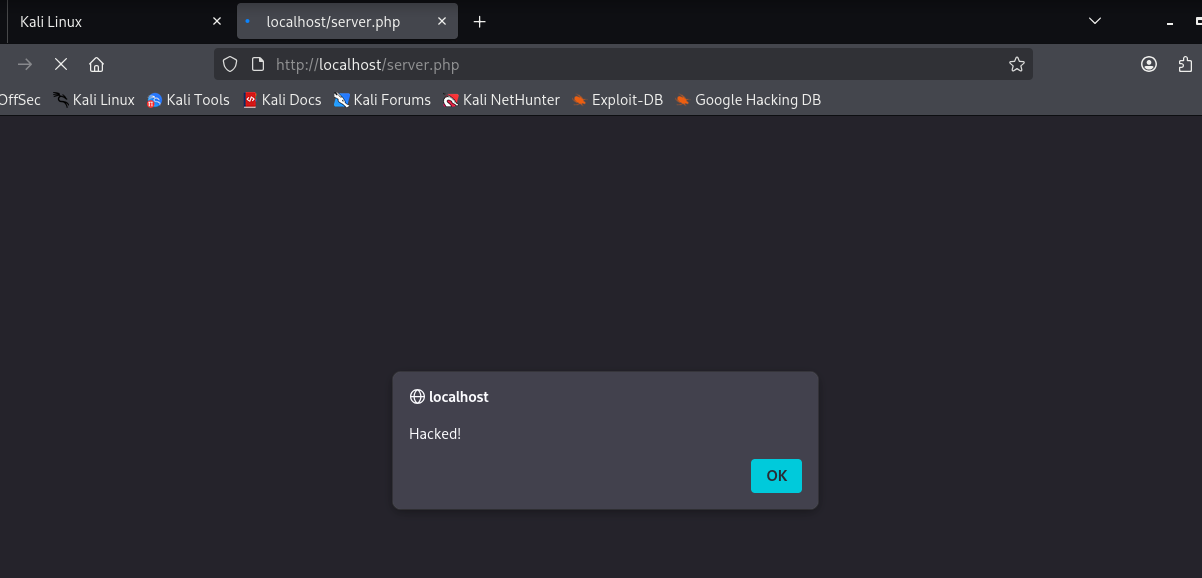 Kali Linux
localhost/server.php
http://localhost/server.php
OffSec Kali Linux Kali Tools Kali Docs Kali Forums Kali NetHunter Exploit-DB Google Hacking DB
localhost
Hacked!
OK